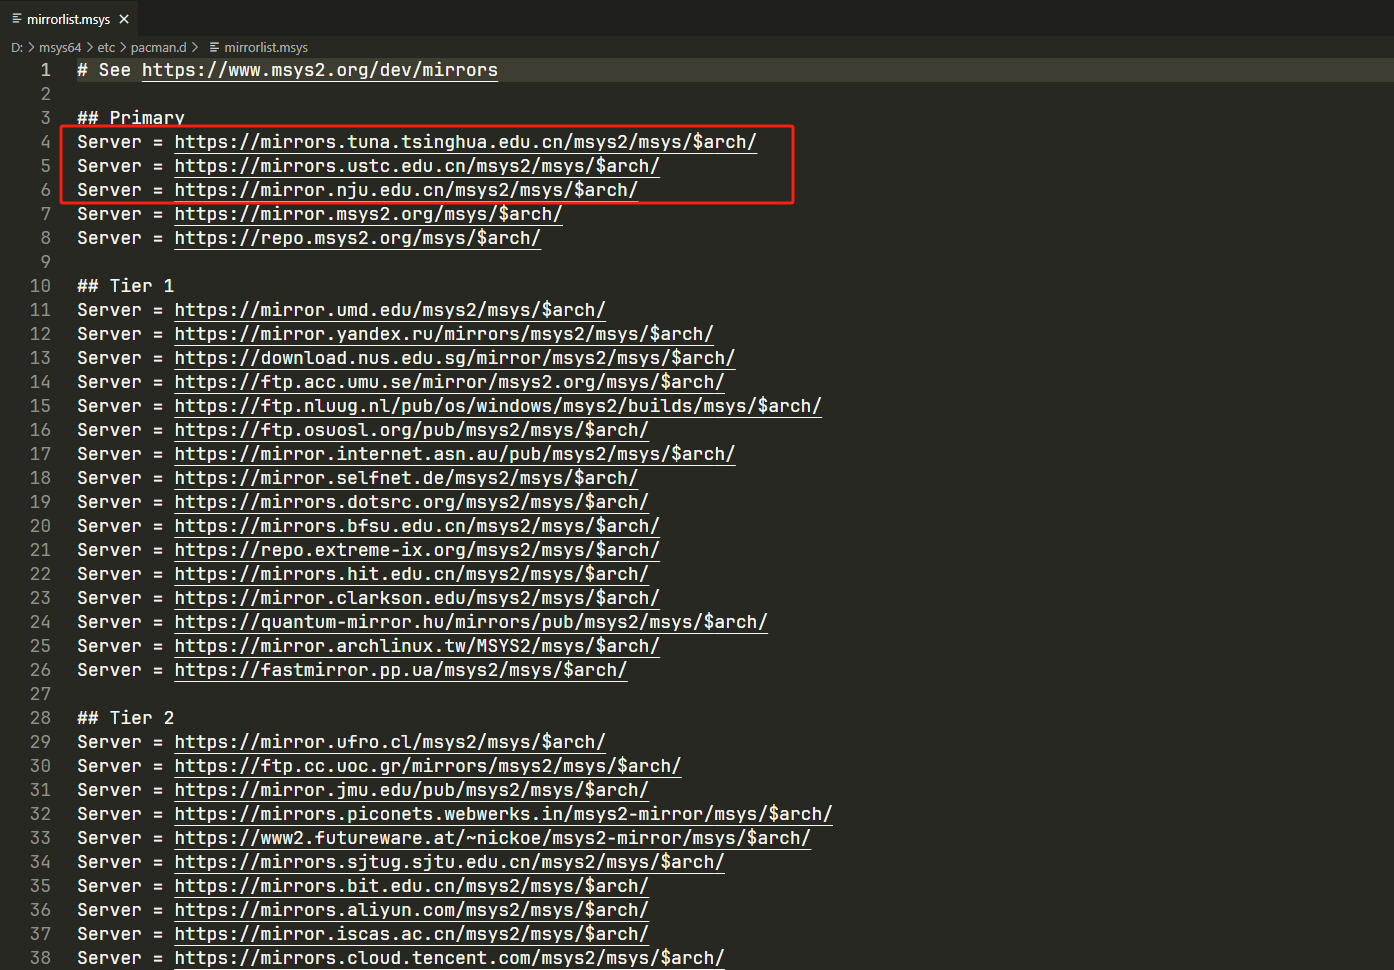 mirrorlist.msys ×
D: > msys64 > etc > pacman.d > mirrorlist.msys
1 # See https://www.msys2.org/dev/mirrors
2
3 ## Primary
4 Server = https://mirrors.tuna.tsinghua.edu.cn/msys2/msys/$arch/
5 Server = https://mirrors.ustc.edu.cn/msys2/msys/$arch/
6 Server = https://mirror.nju.edu.cn/msys2/msys/$arch/
7 Server = https://mirror.msys2.org/msys/$arch/
8 Server = https://repo.msys2.org/msys/$arch/
9
10 ## Tier 1
11 Server = https://mirror.umd.edu/msys2/msys/$arch/
12 Server = https://mirror.yandex.ru/mirrors/msys2/msys/$arch/
13 Server = https://download.nus.edu.sg/mirror/msys2/msys/$arch/
14 Server = https://ftp.acc.umu.se/mirror/msys2.org/msys/$arch/
15 Server = https://ftp.nluug.nl/pub/os/windows/msys2/builds/msys/$arch/
16 Server = https://ftp.osuosl.org/pub/msys2/msys/$arch/
17 Server = https://mirror.internet.asn.au/pub/msys2/msys/$arch/
18 Server = https://mirror.selfnet.de/msys2/msys/$arch/
19 Server = https://mirrors.dotsrc.org/msys2/msys/$arch/
20 Server = https://mirrors.bfsu.edu.cn/msys2/msys/$arch/
21 Server = https://repo.extreme-ix.org/msys2/msys/$arch/
22 Server = https://mirrors.hit.edu.cn/msys2/msys/$arch/
23 Server = https://mirror.clarkson.edu/msys2/msys/$arch/
24 Server = https://quantum-mirror.hu/mirrors/pub/msys2/msys/$arch/
25 Server = https://mirror.archlinux.tw/MSYS2/msys/$arch/
26 Server = https://fastmirror.pp.ua/msys2/msys/$arch/
27
28 ## Tier 2
29 Server = https://mirror.ufro.cl/msys2/msys/$arch/
30 Server = https://ftp.cc.uoc.gr/mirrors/msys2/msys/$arch/
31 Server = https://mirror.jmu.edu/pub/msys2/msys/$arch/
32 Server = https://mirrors.piconets.webwerks.in/msys2-mirror/msys/$arch/
33 Server = https://www2.futureware.at/~nickoe/msys2-mirror/msys/$arch/
34 Server = https://mirrors.sjtug.sjtu.edu.cn/msys2/msys/$arch/
35 Server = https://mirrors.bit.edu.cn/msys2/msys/$arch/
36 Server = https://mirrors.aliyun.com/msys2/msys/$arch/
37 Server = https://mirror.iscas.ac.cn/msys2/msys/$arch/
38 Server = https://mirrors.cloud.tencent.com/msys2/msys/$arch/